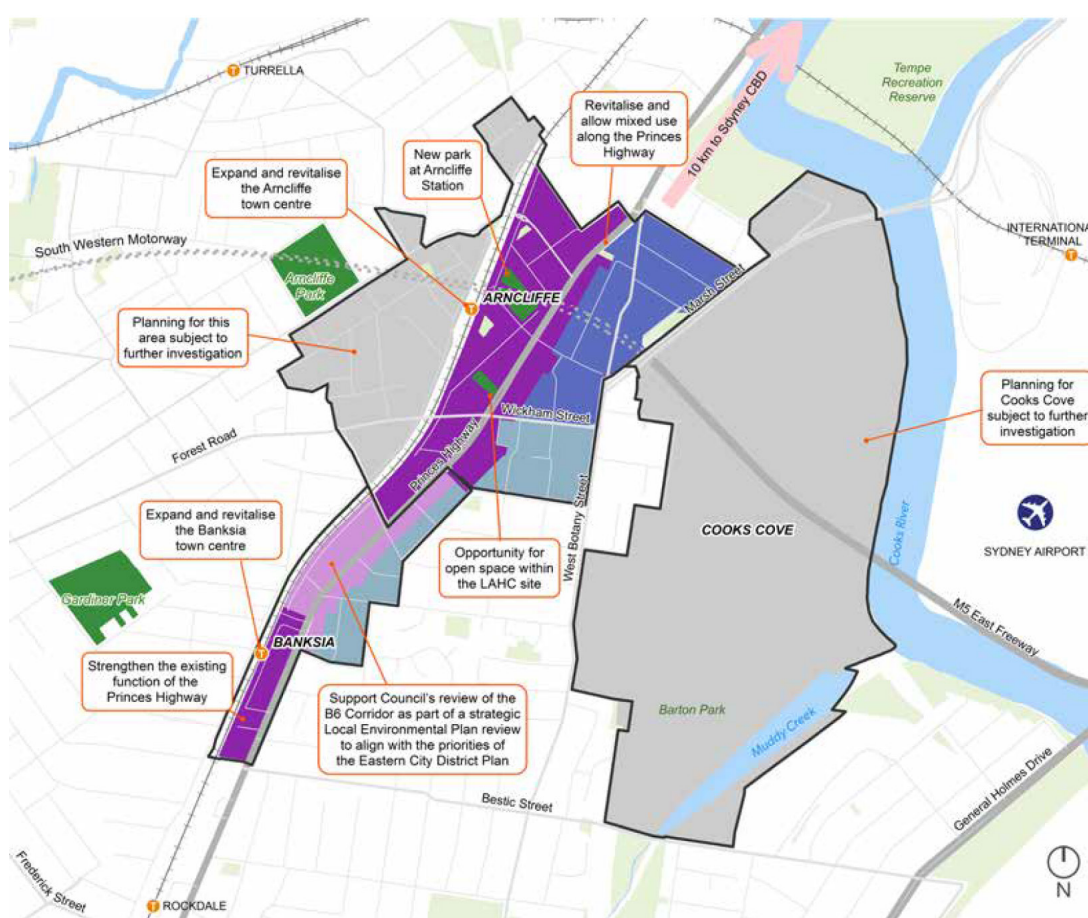 TURRELLA
Tempe
Recreation
Reserve
Revitalise and
allow mixed use
along the Princes
Highway
10 km to Sdyney CBD
New park
at Arncliffe
Station
Expand and revitalise
the Arncliffe
town centre
INTERNATIONA
TERMINAL
South Western Motorway
Arncliffe
Park
ARNCLIFFE
Marsh Street
Planning for this
area subject to
further investigation
Planning for
Cooks Cove
subject to further
investigation
Wickham Street
Forest Road
Princes Highway
West Botany Street
Expand and revitalise
the Banksia
town centre
COOKS COVE
Cooks River
SYDNEY AIRPORT
Opportunity for
open space within
the LAHC site
Gardiner Park
M5 East Freeway
BANKSIA
Strengthen the existing
function of the
Princes Highway
Support Council's review of the
B6 Corridor as part of a strategic
Local Environmental Plan review
to align with the priorities of
the Eastern City District Plan
Barton Park
Muddy Creek
Bestic Street
General Holmes Drive
Frederick Street
ROCKDALE
N